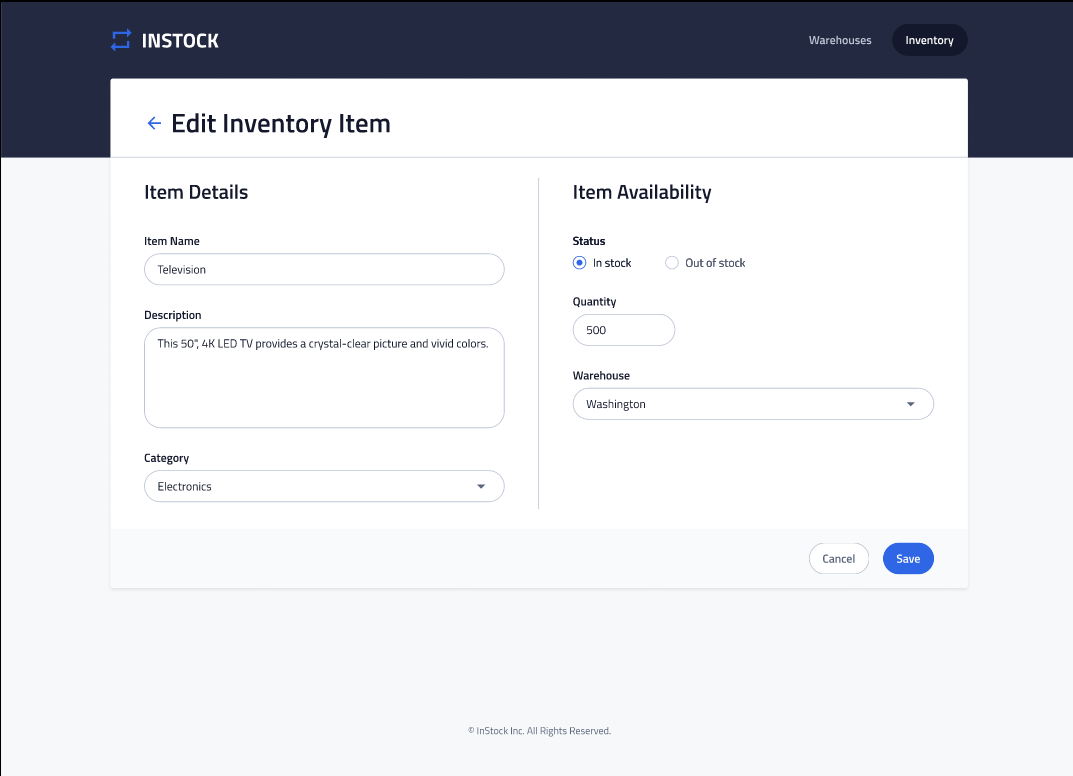 INSTOCK
Warehouses
Inventory
Edit Inventory Item
Item Details
Item Name
Television
Description
This 50", 4K LED TV provides a crystal-clear picture and vivid colors.
Category
Electronics
Item Availability
Status
In stock
Out of stock
Quantity
500
Warehouse
Washington
Cancel
Save
© InStock Inc. All Rights Reserved.